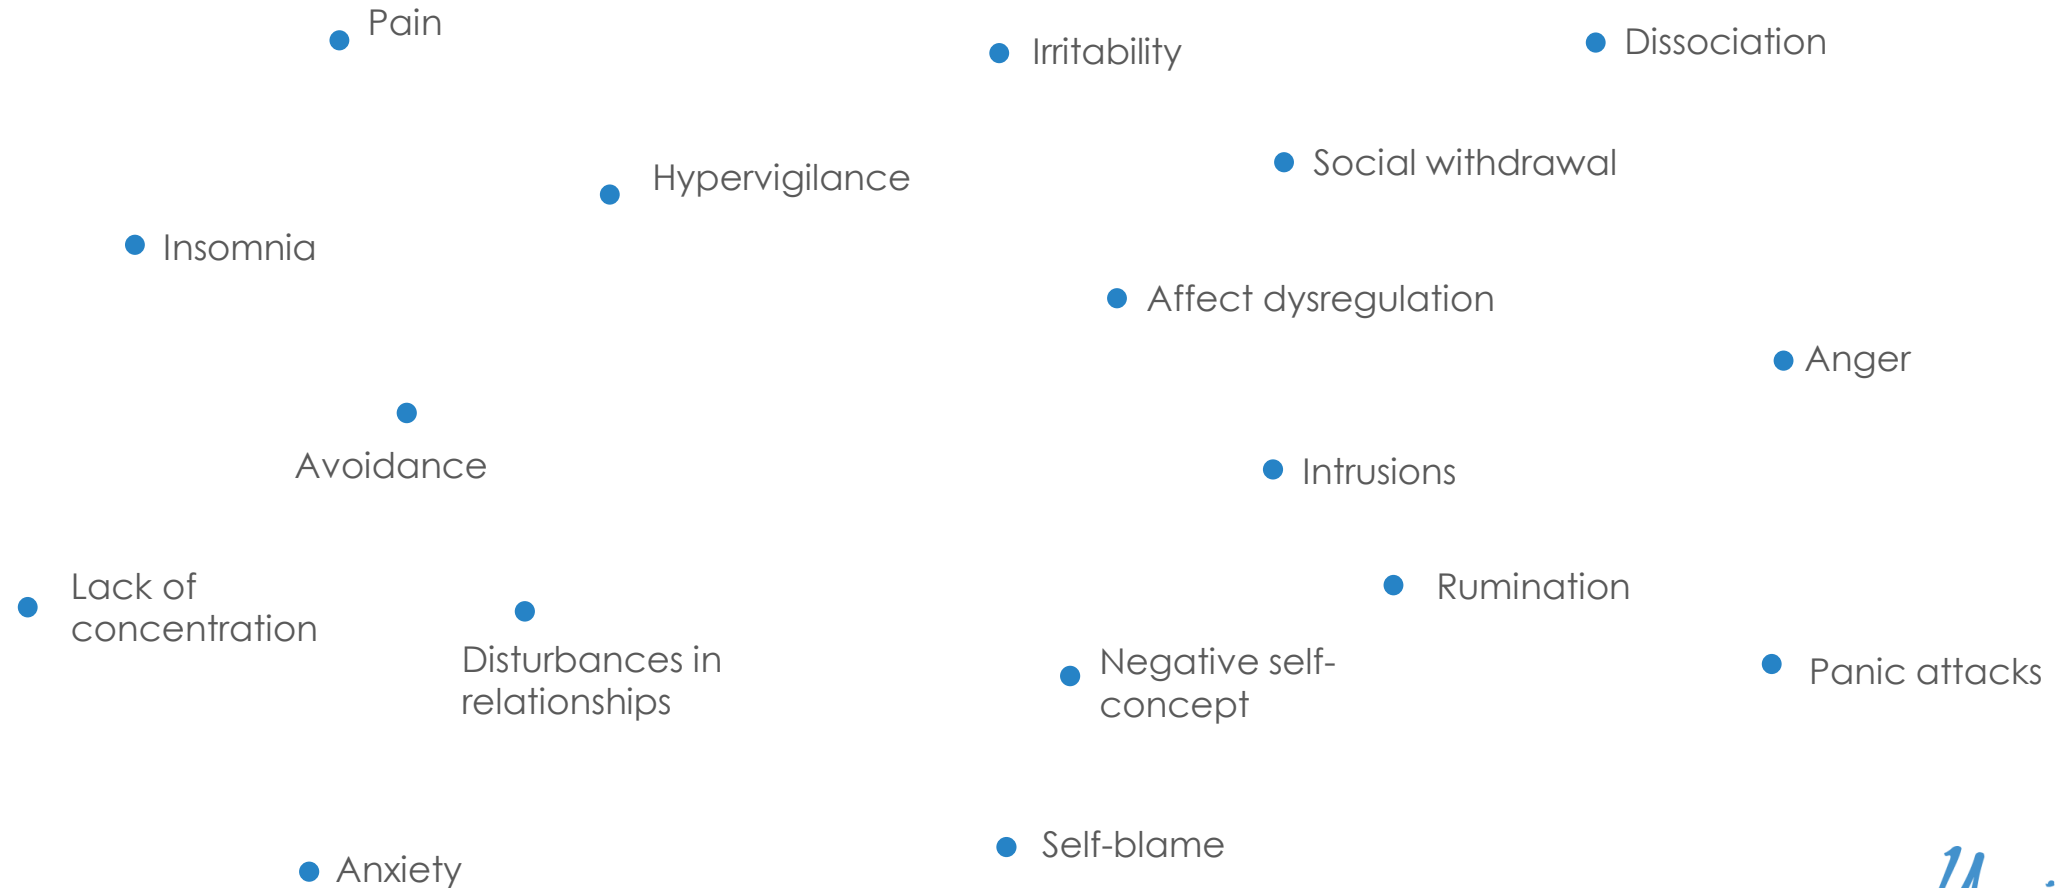 Pain
Irritability
Dissociation
Social withdrawal
Hypervigilance
Insomnia
Affect dysregulation
Anger
Avoidance
Intrusions
Lack of
concentration
Rumination
Disturbances in
relationships
Negative self-
concept
Panic attacks
Self-blame
Anxiety